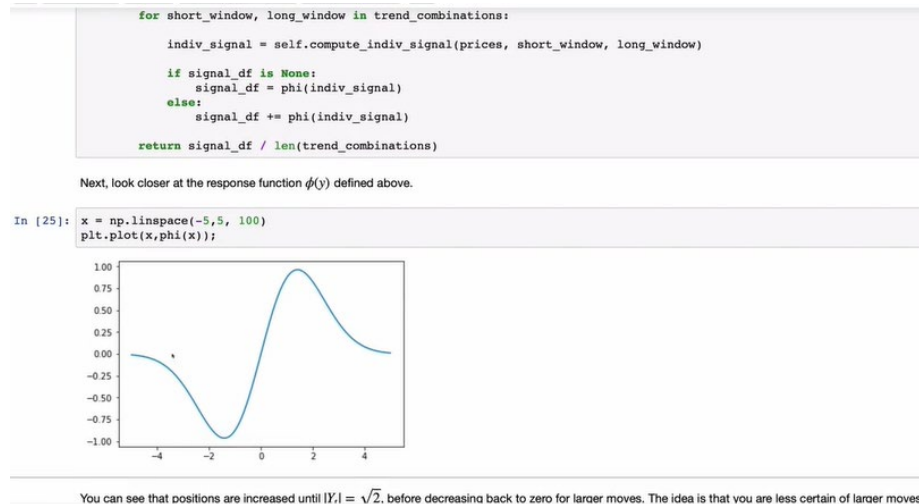 for short_window, long_window in trend_combinations:
indiv_signal = self.compute_indiv_signal(prices, short_window, long_window)
if signal_df is None:
signal_df = phi(indiv_signal)
else:
signal_df += phi(indiv_signal)
return signal_df / len(trend_combinations)
Next, look closer at the response function ϕ(y) defined above.
In [25]: x = np.linspace(-5,5, 100)
plt.plot(x,phi(x));
1.00
0.75
0.50
0.25
0.00
−0.25
−0.50
−0.75
−1.00
−4 −2 0 2 4
You can see that positions are increased until |Yₜ| = √2, before decreasing back to zero for larger moves. The idea is that you are less certain of larger moves